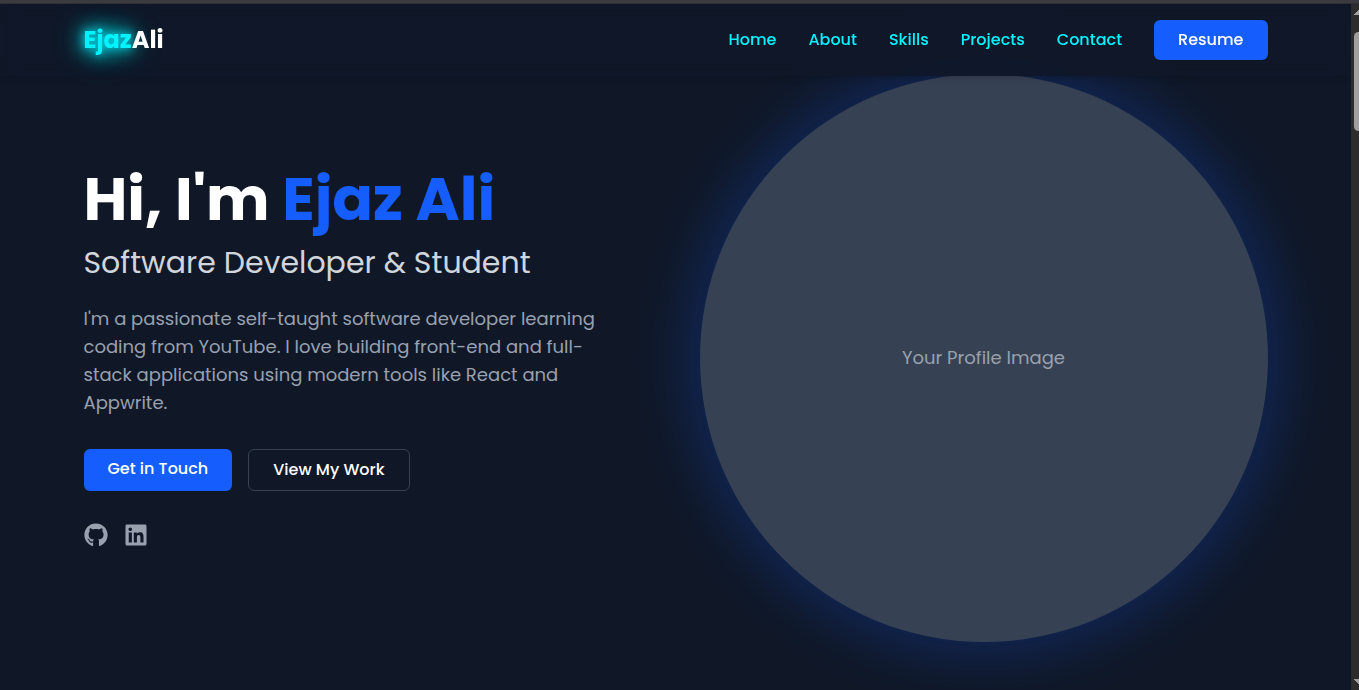 EjazAli
Home
About
Skills
Projects
Contact
Resume
Hi, I'm Ejaz Ali
Software Developer & Student
I'm a passionate self-taught software developer learning
coding from YouTube. I love building front-end and full-
stack applications using modern tools like React and
Appwrite.
Get in Touch
View My Work
in
Your Profile Image